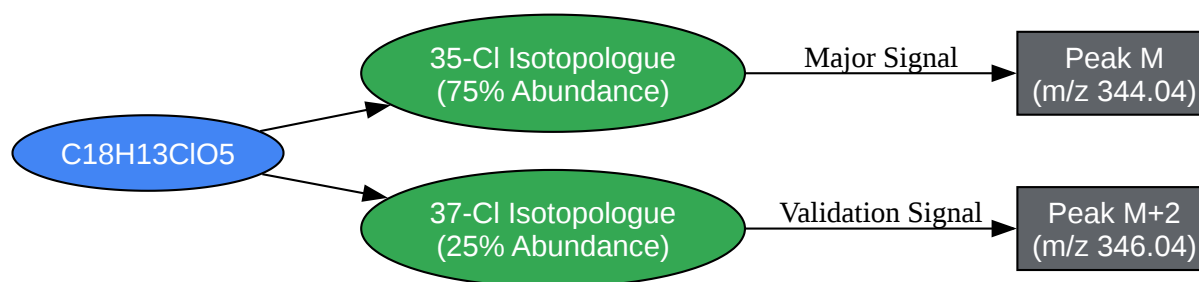 C18H13ClO5
35-Cl Isotopologue
(75% Abundance)
Major Signal
Peak M
(m/z 344.04)
37-Cl Isotopologue
(25% Abundance)
Validation Signal
Peak M+2
(m/z 346.04)